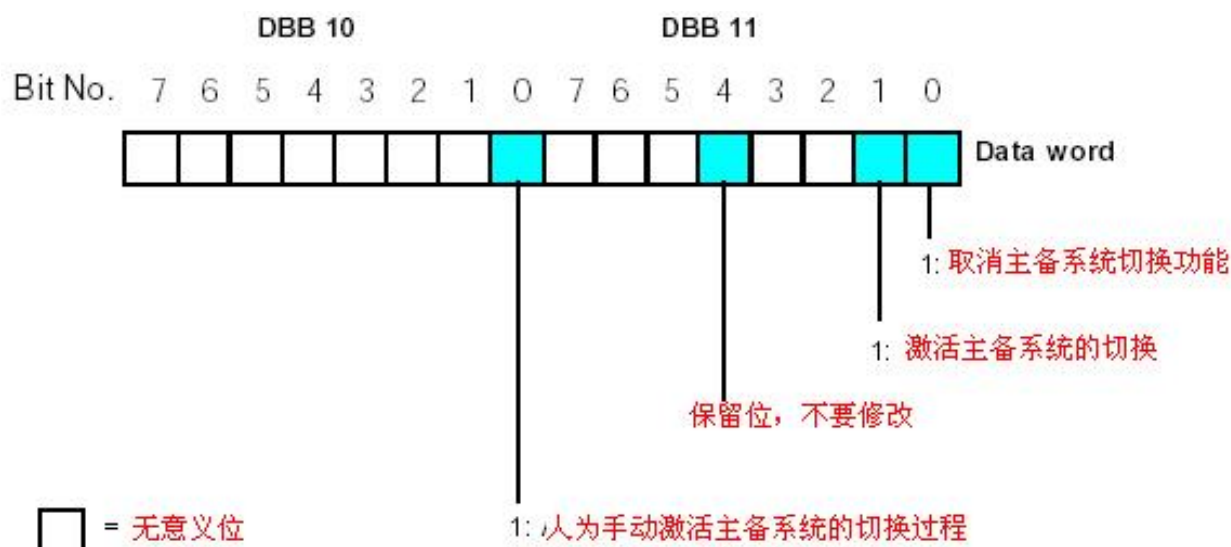 DBB 10 DBB 11
Bit No. 7 6 5 4 3 2 1 0 7 6 5 4 3 2 1 0
Data word
1: 取消主备系统切换功能
1: 激活主备系统的切换
保留位，不要修改
= 无意义位
1: 人为手动激活主备系统的切换过程